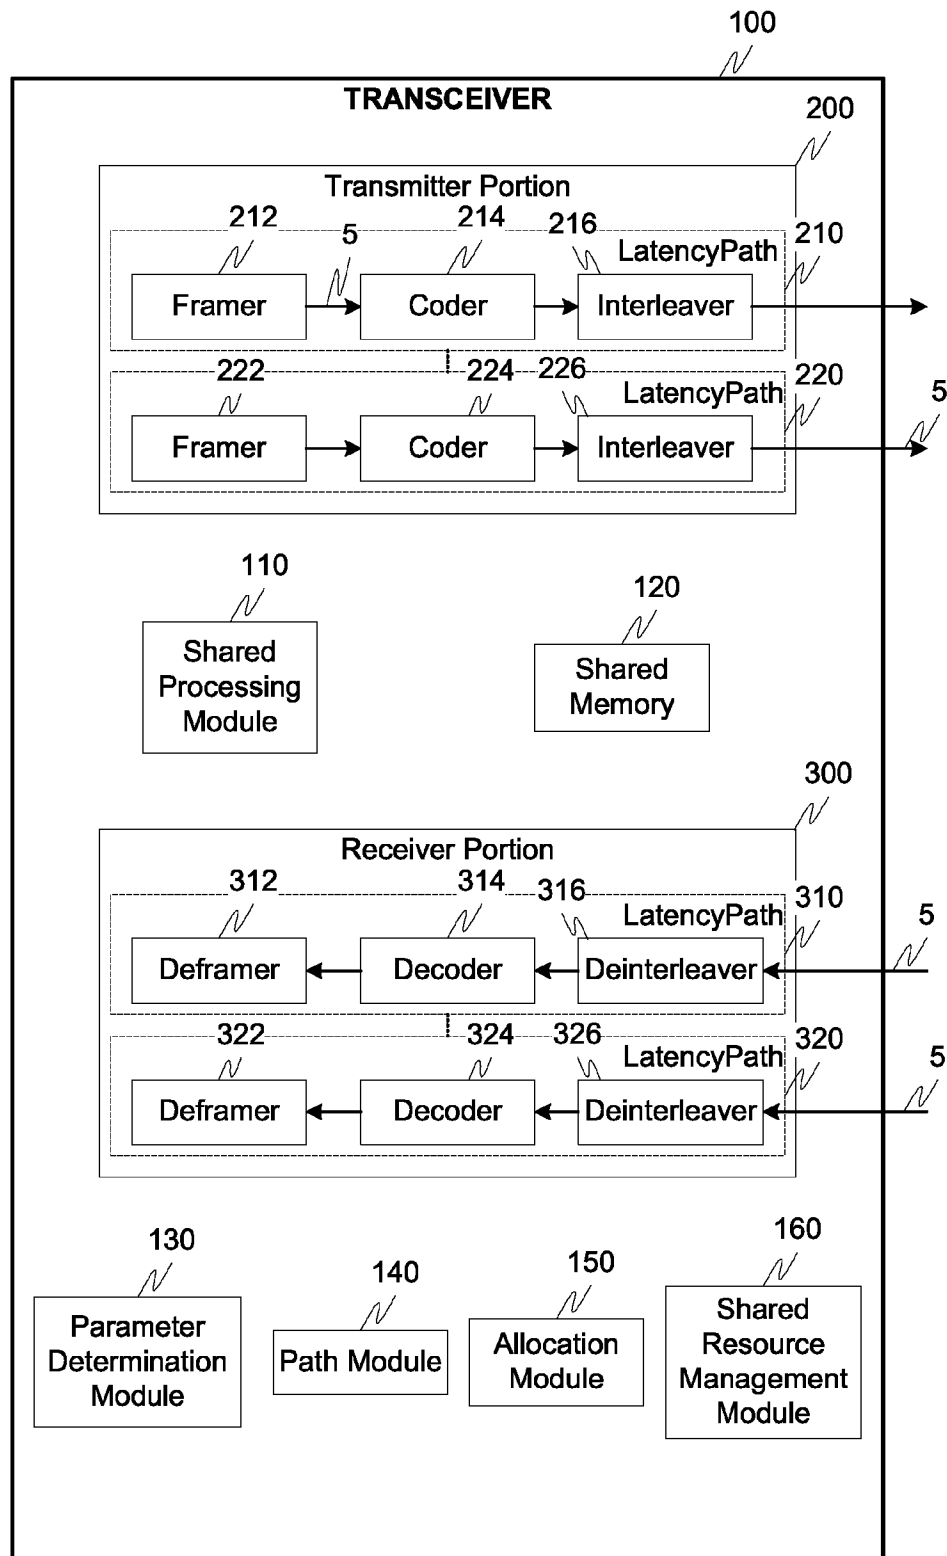 100
TRANSCEIVER
200
Transmitter Portion
212
5
214
216
LatencyPath
210
Framer
Coder
Interleaver
222
224
226
LatencyPath
220
5
Framer
Coder
Interleaver
110
Shared
Processing
Module
120
Shared
Memory
300
Receiver Portion
312
314
316
LatencyPath
310
5
Deframer
Decoder
Deinterleaver
322
324
326
LatencyPath
320
5
Deframer
Decoder
Deinterleaver
130
Parameter
Determination
Module
140
Path Module
150
Allocation
Module
160
Shared
Resource
Management
Module